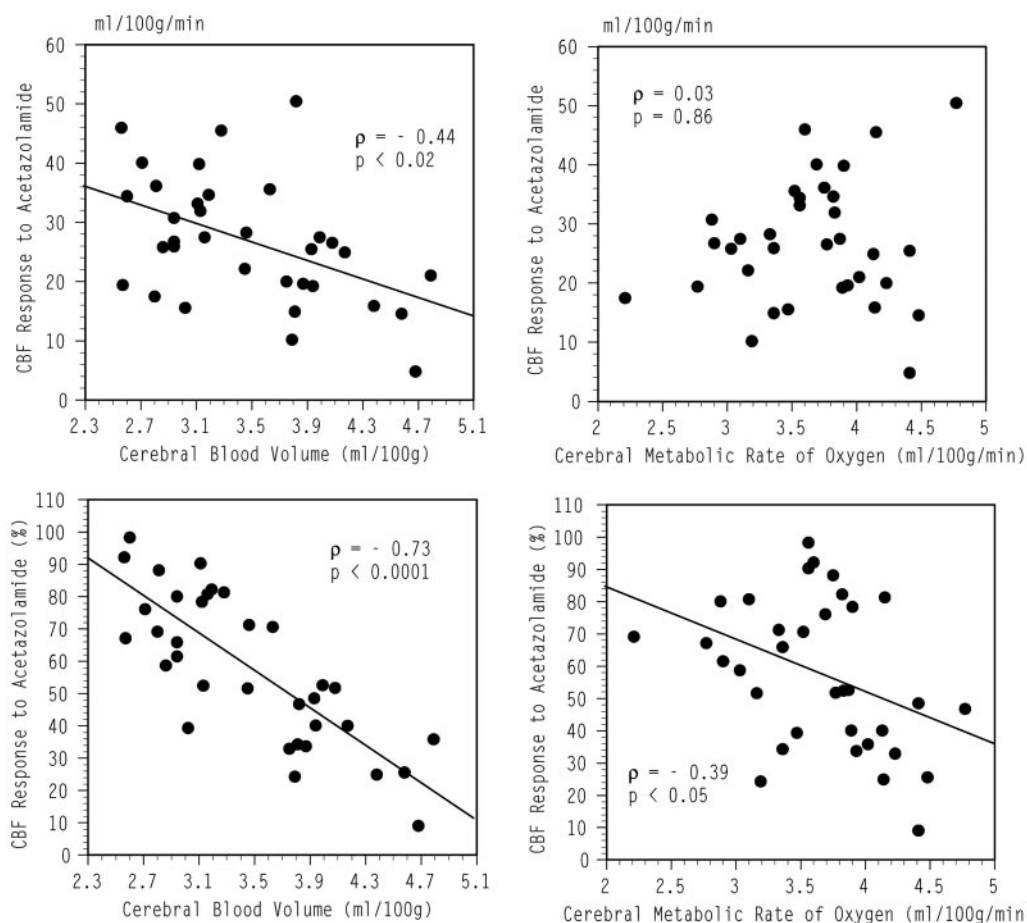 ml/100g/min
CBF Response to Acetazolamide
60
50
40
30
20
10
0
ρ = - 0.44
p < 0.02
2.3 2.7 3.1 3.5 3.9 4.3 4.7 5.1
Cerebral Blood Volume (ml/100g)
ml/100g/min
CBF Response to Acetazolamide
60
50
40
30
20
10
0
ρ = 0.03
p = 0.86
2 2.5 3 3.5 4 4.5 5
Cerebral Metabolic Rate of Oxygen (ml/100g/min)
CBF Response to Acetazolamide (%)
110
100
90
80
70
60
50
40
30
20
10
0
ρ = - 0.73
p < 0.0001
2.3 2.7 3.1 3.5 3.9 4.3 4.7 5.1
Cerebral Blood Volume (ml/100g)
CBF Response to Acetazolamide (%)
110
100
90
80
70
60
50
40
30
20
10
0
ρ = - 0.39
p < 0.05
2 2.5 3 3.5 4 4.5 5
Cerebral Metabolic Rate of Oxygen (ml/100g/min